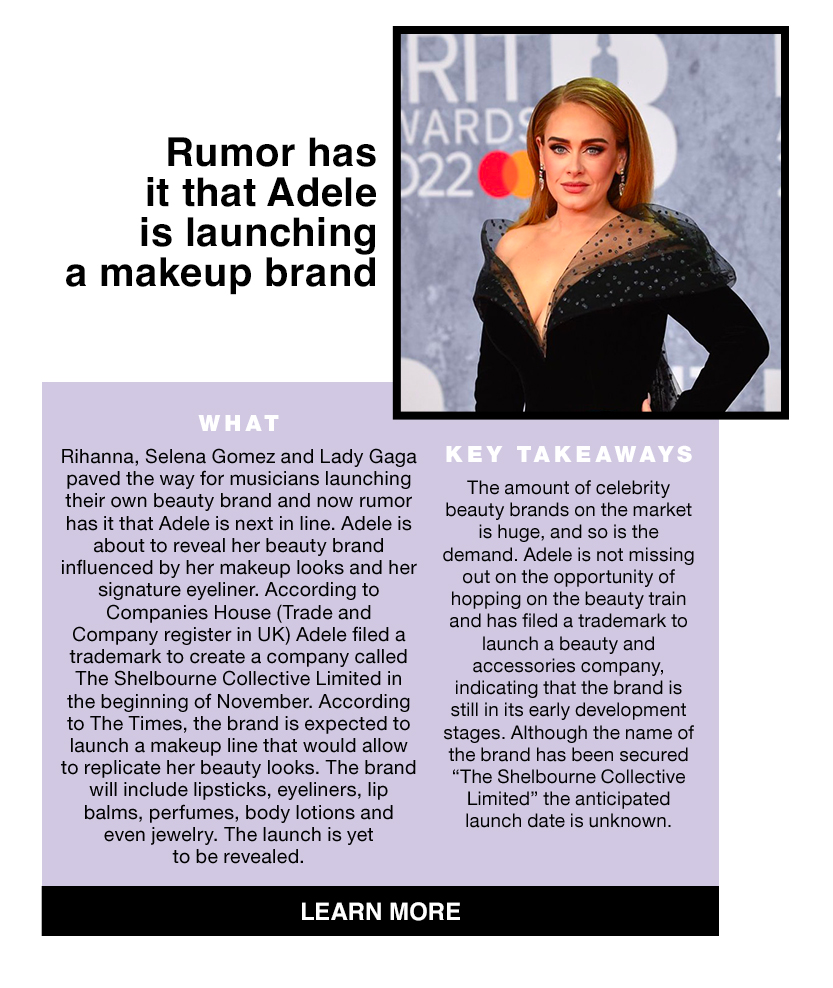 BRIT
AWARDS
2022
Rumor has
it that Adele
is launching
a makeup brand
WHAT
Rihanna, Selena Gomez and Lady Gaga
paved the way for musicians launching
their own beauty brand and now rumor
has it that Adele is next in line. Adele is
about to reveal her beauty brand
influenced by her makeup looks and her
signature eyeliner. According to
Companies House (Trade and
Company register in UK) Adele filed a
trademark to create a company called
The Shelbourne Collective Limited in
the beginning of November. According
to The Times, the brand is expected to
launch a makeup line that would allow
to replicate her beauty looks. The brand
will include lipsticks, eyeliners, lip
balms, perfumes, body lotions and
even jewelry. The launch is yet
to be revealed.
KEY TAKEAWAYS
The amount of celebrity
beauty brands on the market
is huge, and so is the
demand. Adele is not missing
out on the opportunity of
hopping on the beauty train
and has filed a trademark to
launch a beauty and
accessories company,
indicating that the brand is
still in its early development
stages. Although the name of
the brand has been secured
“The Shelbourne Collective
Limited” the anticipated
launch date is unknown.
LEARN MORE